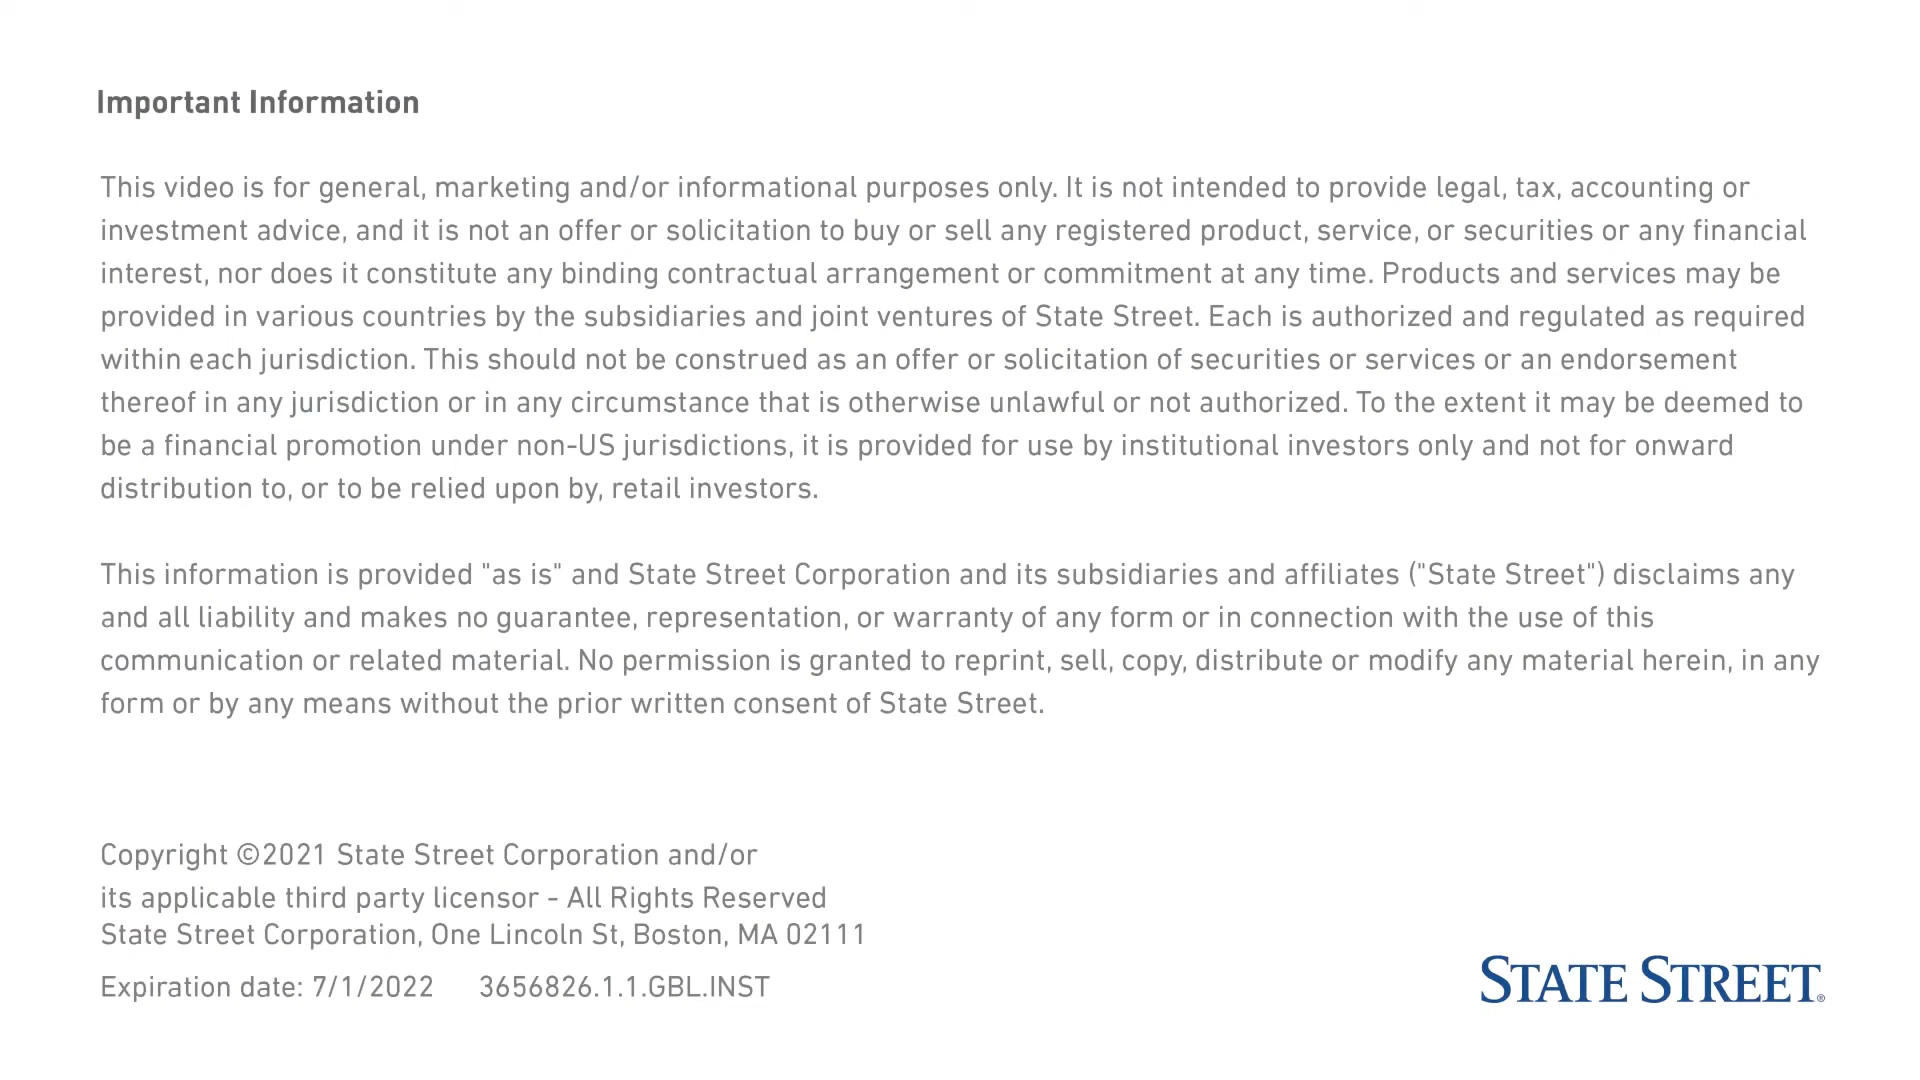 Important Information
This video is for general, marketing and/or informational purposes only. It is not intended to provide legal, tax, accounting or
investment advice, and it is not an offer or solicitation to buy or sell any registered product, service, or securities or any financial
interest, nor does it constitute any binding contractual arrangement or commitment at any time. Products and services may be
provided in various countries by the subsidiaries and joint ventures of State Street. Each is authorized and regulated as required
within each jurisdiction. This should not be construed as an offer or solicitation of securities or services or an endorsement
thereof in any jurisdiction or in any circumstance that is otherwise unlawful or not authorized. To the extent it may be deemed to
be a financial promotion under non-US jurisdictions, it is provided for use by institutional investors only and not for onward
distribution to, or to be relied upon by, retail investors.
This information is provided "as is" and State Street Corporation and its subsidiaries and affiliates ("State Street") disclaims any
and all liability and makes no guarantee, representation, or warranty of any form or in connection with the use of this
communication or related material. No permission is granted to reprint, sell, copy, distribute or modify any material herein, in any
form or by any means without the prior written consent of State Street.
Copyright ©2021 State Street Corporation and/or
its applicable third party licensor - All Rights Reserved
State Street Corporation, One Lincoln St, Boston, MA 02111
Expiration date: 7/1/2022 3656826.1.1.GBL.INST
STATE STREET®